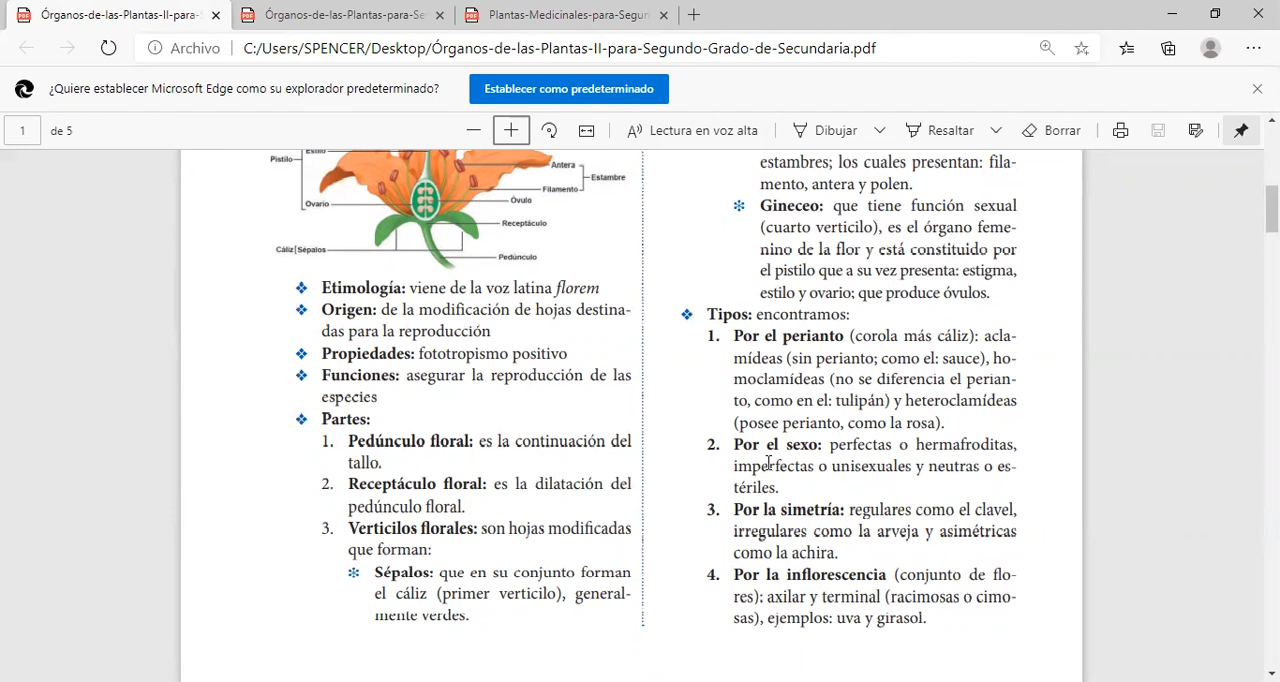 Órganos-de-las-Plantas-II-para-S
Órganos-de-las-Plantas-para-Se
Plantas-Medicinales-para-Segun
Archivo
C:/Users/SPENCER/Desktop/Órganos-de-las-Plantas-II-para-Segundo-Grado-de-Secundaria.pdf
¿Quiere establecer Microsoft Edge como su explorador predeterminado?
Establecer como predeterminado
1 de 5
Lectura en voz alta
Dibujar
Resaltar
Borrar
Estilo
Pistilo
Ovario
Cáliz Sépalos
Antera
Estambre
Filamento
Óvulo
Receptáculo
Pedúnculo
Etimología: viene de la voz latina florem
Origen: de la modificación de hojas destina-
das para la reproducción
Propiedades: fototropismo positivo
Funciones: asegurar la reproducción de las
especies
Partes:
1. Pedúnculo floral: es la continuación del
tallo.
2. Receptáculo floral: es la dilatación del
pedúnculo floral.
3. Verticilos florales: son hojas modificadas
que forman:
Sépalos: que en su conjunto forman
el cáliz (primer verticilo), general-
mente verdes.
estambres; los cuales presentan: fila-
mento, antera y polen.
Gineceo: que tiene función sexual
(cuarto verticilo), es el órgano feme-
nino de la flor y está constituido por
el pistilo que a su vez presenta: estigma,
estilo y ovario; que produce óvulos.
Tipos: encontramos:
1. Por el perianto (corola más cáliz): acla-
mídeas (sin perianto; como el: sauce), ho-
moclamídeas (no se diferencia el perian-
to, como en el: tulipán) y heteroclamídeas
(posee perianto, como la rosa).
2. Por el sexo: perfectas o hermafroditas,
imperfectas o unisexuales y neutras o es-
tériles.
3. Por la simetría: regulares como el clavel,
irregulares como la arveja y asimétricas
como la achira.
4. Por la inflorescencia (conjunto de flo-
res): axilar y terminal (racimosas o cimo-
sas), ejemplos: uva y girasol.